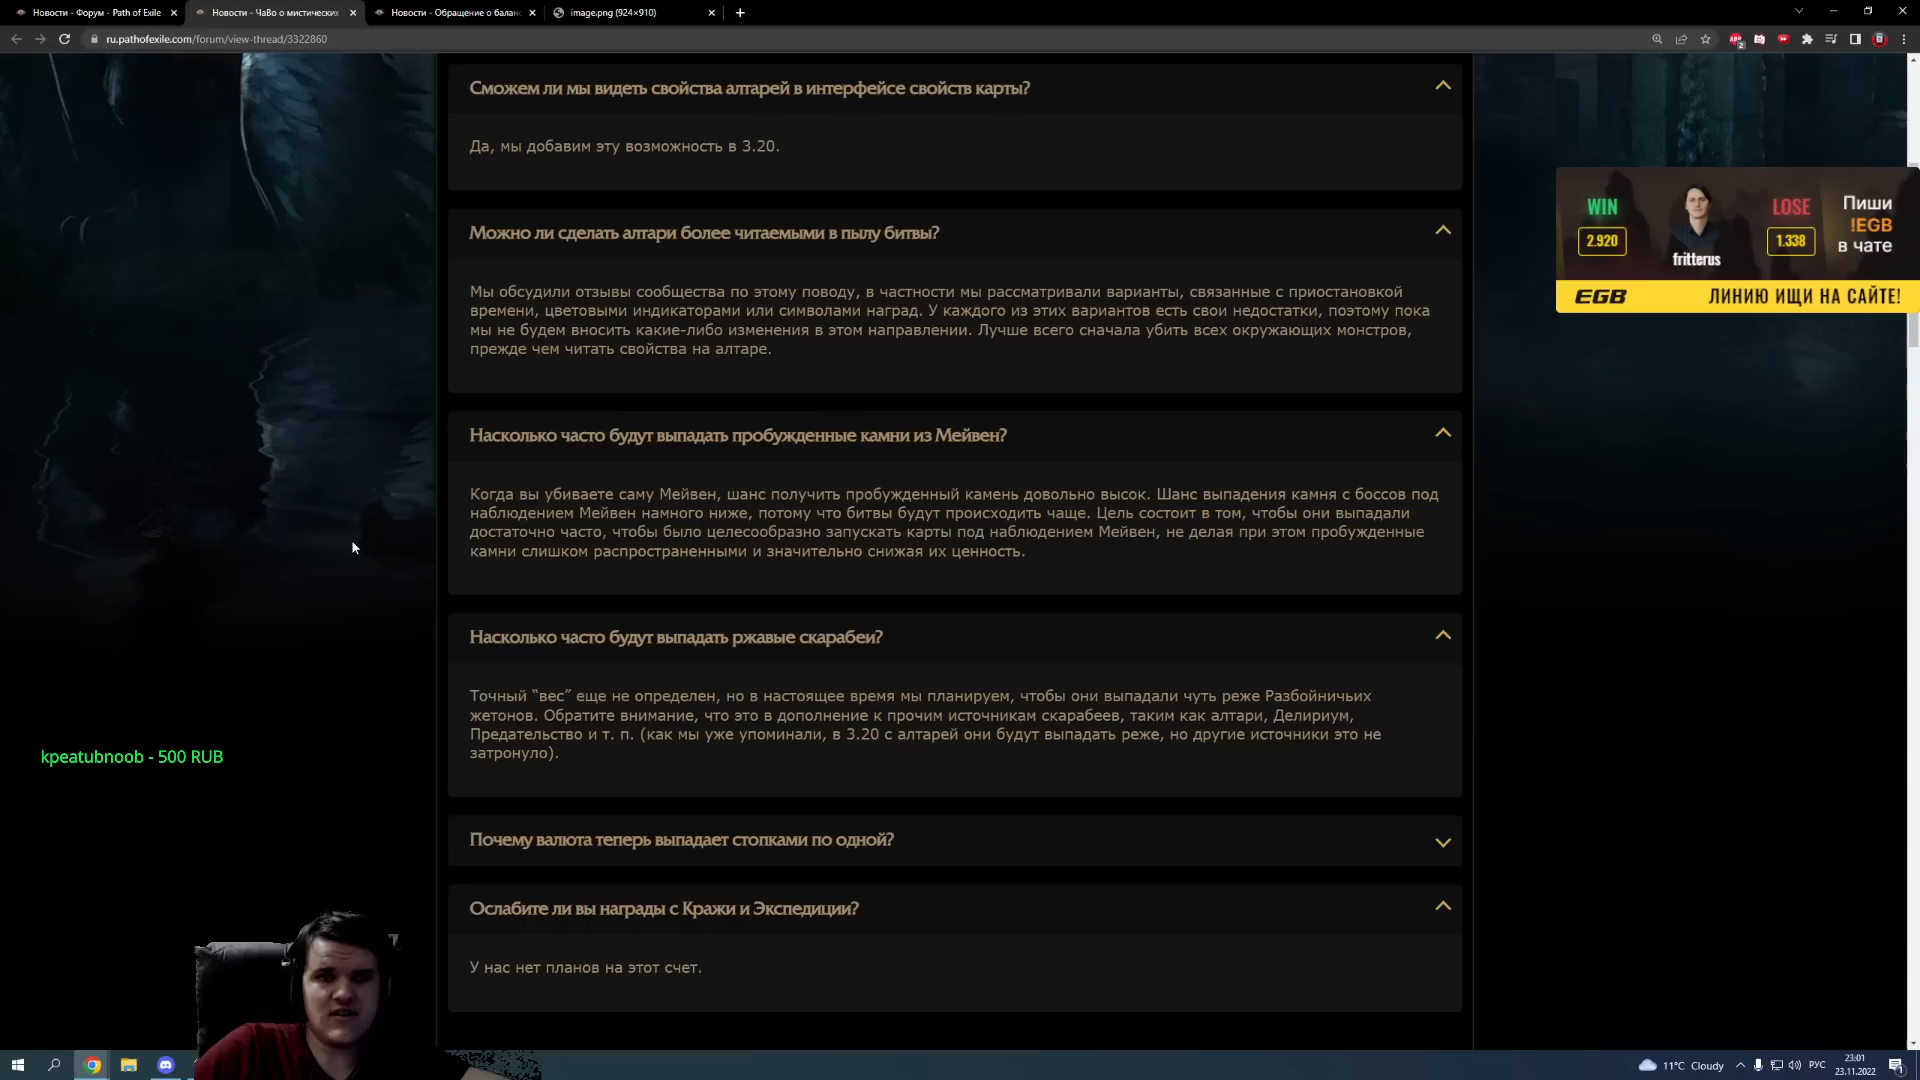 Новости - Форум - Path of Exile
Новости - ЧаВо о мистических
Новости - Обращение о балан
image.png (924×910)
ru.pathofexile.com/forum/view-thread/3322860
Сможем ли мы видеть свойства алтарей в интерфейсе свойств карты?
Да, мы добавим эту возможность в 3.20.
WIN
2.920
fritterus
LOSE
1.338
Пиши
!EGB
в чате
EGB
ЛИНИЮ ИЩИ НА САЙТЕ!
Можно ли сделать алтари более читаемыми в пылу битвы?
Мы обсудили отзывы сообщества по этому поводу, в частности мы рассматривали варианты, связанные с приостановкой
времени, цветовыми индикаторами или символами наград. У каждого из этих вариантов есть свои недостатки, поэтому пока
мы не будем вносить какие-либо изменения в этом направлении. Лучше всего сначала убить всех окружающих монстров,
прежде чем читать свойства на алтаре.
Насколько часто будут выпадать пробужденные камни из Мейвен?
Когда вы убиваете саму Мейвен, шанс получить пробужденный камень довольно высок. Шанс выпадения камня с боссов под
наблюдением Мейвен намного ниже, потому что битвы будут происходить чаще. Цель состоит в том, чтобы они выпадали
достаточно часто, чтобы было целесообразно запускать карты под наблюдением Мейвен, не делая при этом пробужденные
камни слишком распространенными и значительно снижая их ценность.
Насколько часто будут выпадать ржавые скарабеи?
Точный “вес” еще не определен, но в настоящее время мы планируем, чтобы они выпадали чуть реже Разбойничьих
жетонов. Обратите внимание, что это в дополнение к прочим источникам скарабеев, таким как алтари, Делириум,
Предательство и т. п. (как мы уже упоминали, в 3.20 с алтарей они будут выпадать реже, но другие источники это не
затронуло).
kpeatubnoob - 500 RUB
Почему валюта теперь выпадает стопками по одной?
Ослабите ли вы награды с Кражи и Экспедиции?
У нас нет планов на этот счет.
11°C Cloudy
РУС
23:01
23.11.2022